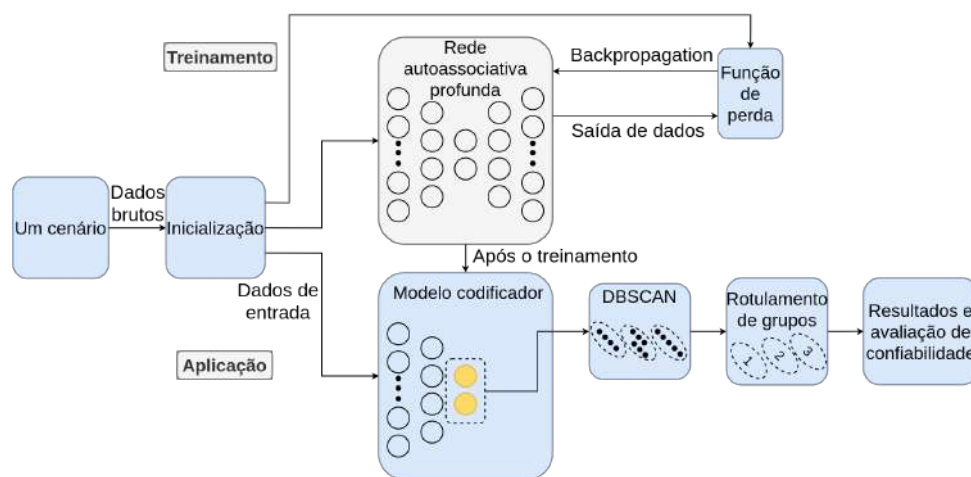 Treinamento
Rede
autoassociativa
profunda
Backpropagation
Saída de dados
Função
de
perda
Um cenário
Dados
brutos
Inicialização
Dados de
entrada
Aplicação
Após o treinamento
Modelo codificador
DBSCAN
Rotulamento
de grupos
1 2 3
Resultados e
avaliação de
confiabilidade